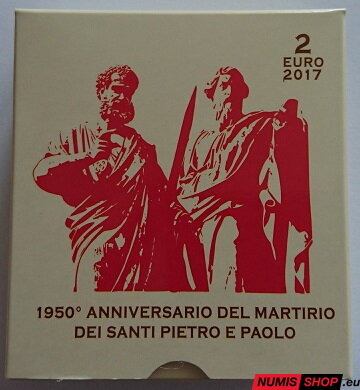 2
EURO
2017
1950° ANNIVERSARIO DEL MARTIRIO
DEI SANTI PIETRO E PAOLO
NUMIS SHOP.eu